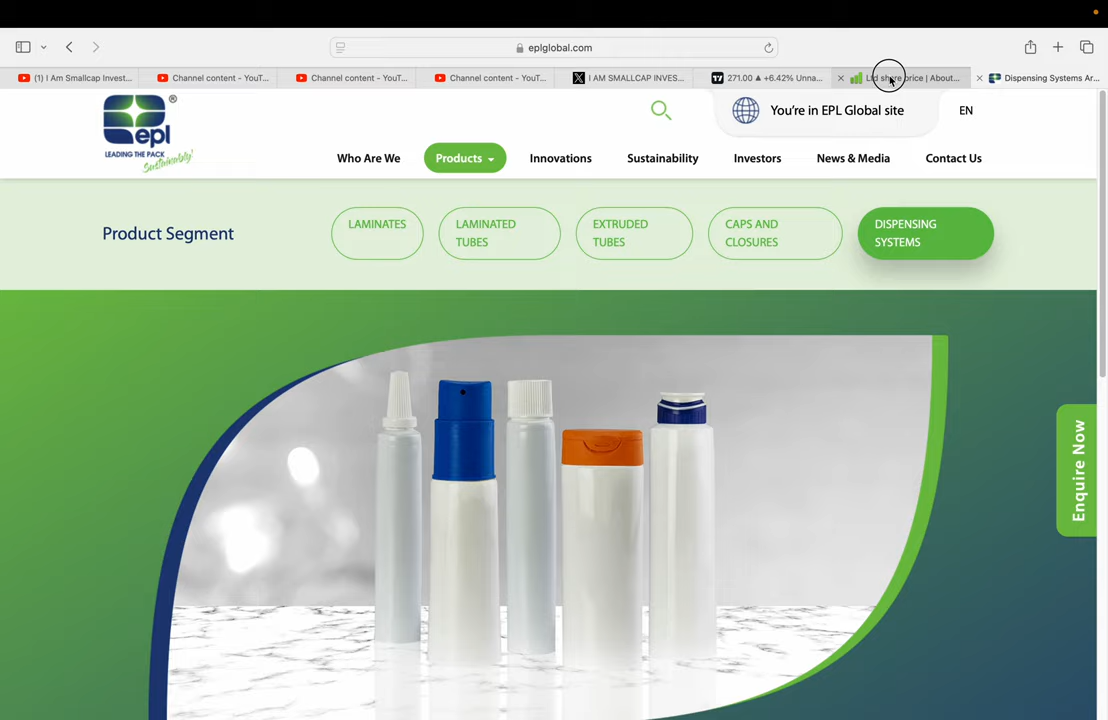 eplglobal.com
(1) I Am Smallcap Invest...
Channel content - YouT...
Channel content - YouT...
Channel content - YouT...
I AM SMALLCAP INVES...
271.00 ▲ +6.42% Unna...
Ltd share price | About...
Dispensing Systems Ar...
epl
®
LEADING THE PACK
Sustainably!
You're in EPL Global site
EN
Who Are We
Products
Innovations
Sustainability
Investors
News & Media
Contact Us
Product Segment
LAMINATES
LAMINATED
TUBES
EXTRUDED
TUBES
CAPS AND
CLOSURES
DISPENSING
SYSTEMS
Enquire Now